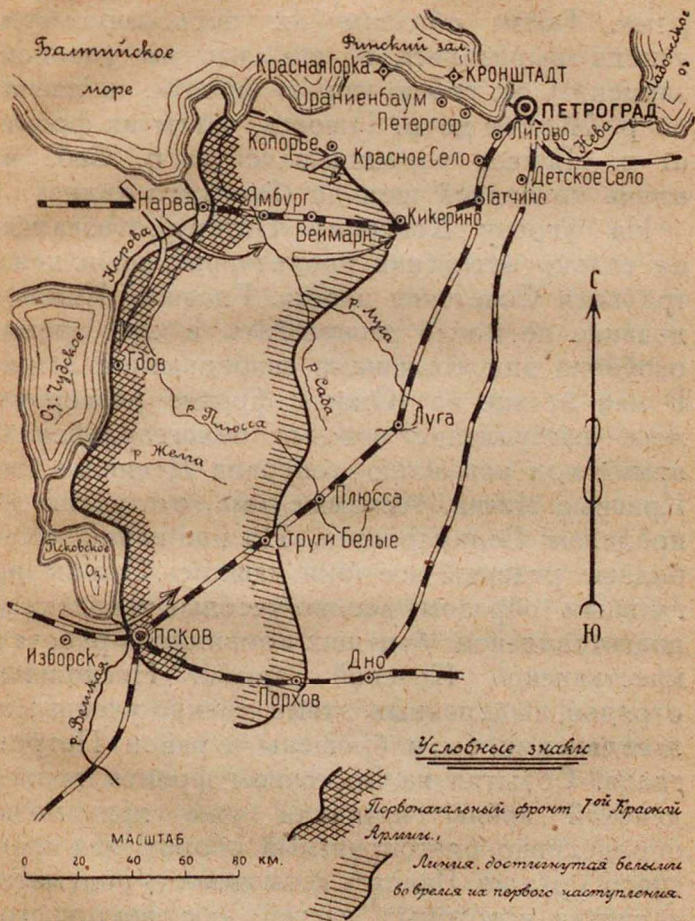 Балтийское
море
Финский зал.
Ладожское
оз.
Красная Горка
КРОНШТАДТ
Ораниенбаум
ПЕТРОГРАД
Петергоф
Лигово
Нева
Копорье
Красное Село
Детское Село
Гатчино
Нарва
Ямбург
Веймарн
Кикерино
Нарова
р. Луга
С
Оз. Чудское
Гдов
р. Сада
р. Плюсса
Луга
р. Желча
Плюсса
Струги Белые
Псковское
Оз.
ПСКОВ
Изборск
Ю
Дно
Порхов
р. Великая
Условные знаки
Первоначальный фронт 7ой Красной
Армии.
МАСШТАБ
0 20 40 60 80 КМ.
Линия, достигнутая белыми
во время их первого наступления.